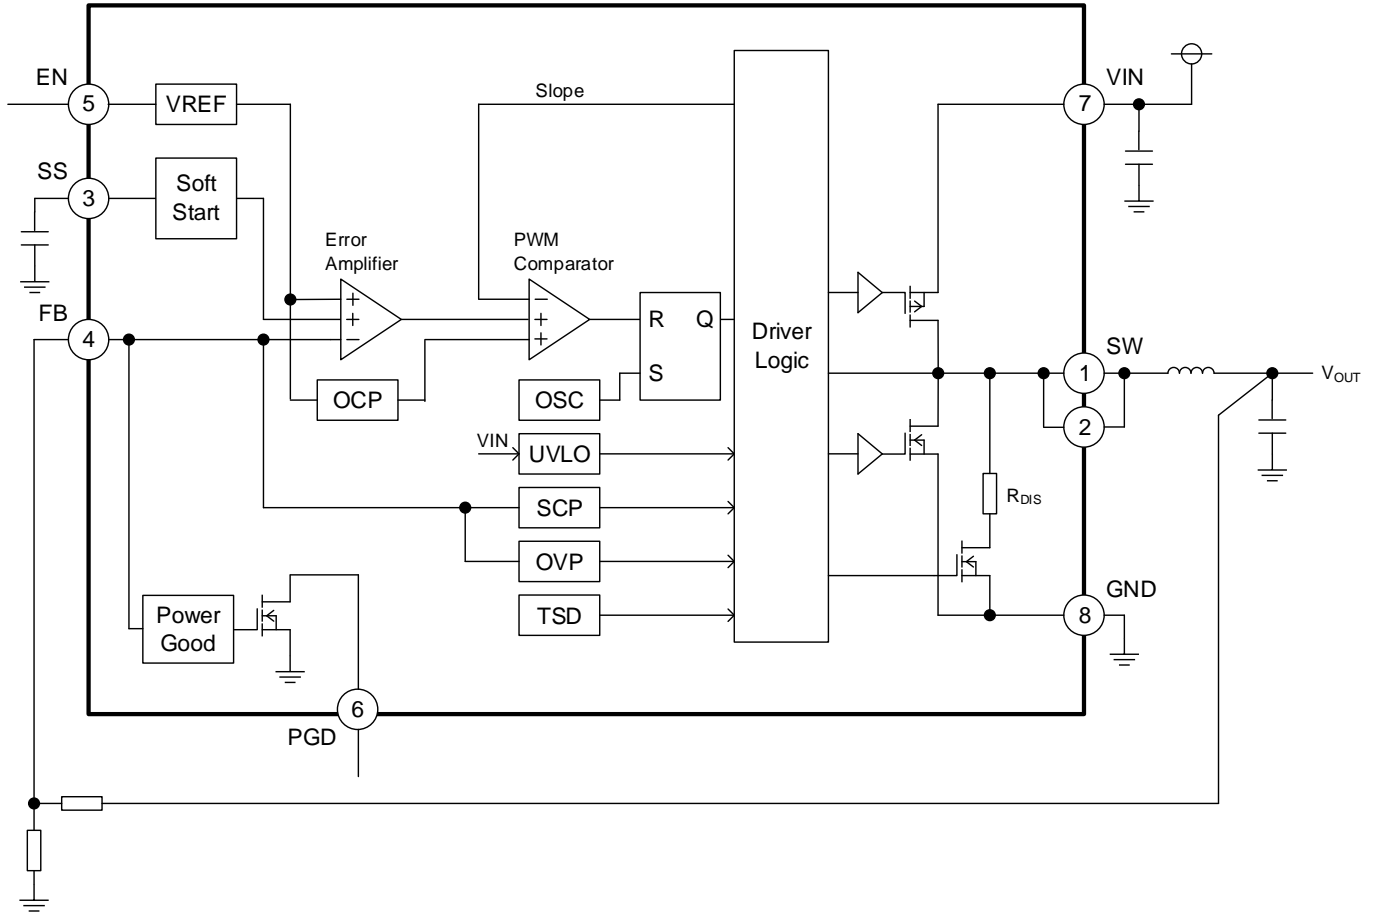 EN
5
VREF
Slope
VIN
7
SS
3
Soft
Start
Error
Amplifier
PWM
Comparator
FB
4
+
+
−
−
+
+
R
Q
S
Driver
Logic
SW
1
2
VOUT
OCP
OSC
VIN
UVLO
SCP
OVP
TSD
RDIS
GND
8
Power
Good
6
PGD